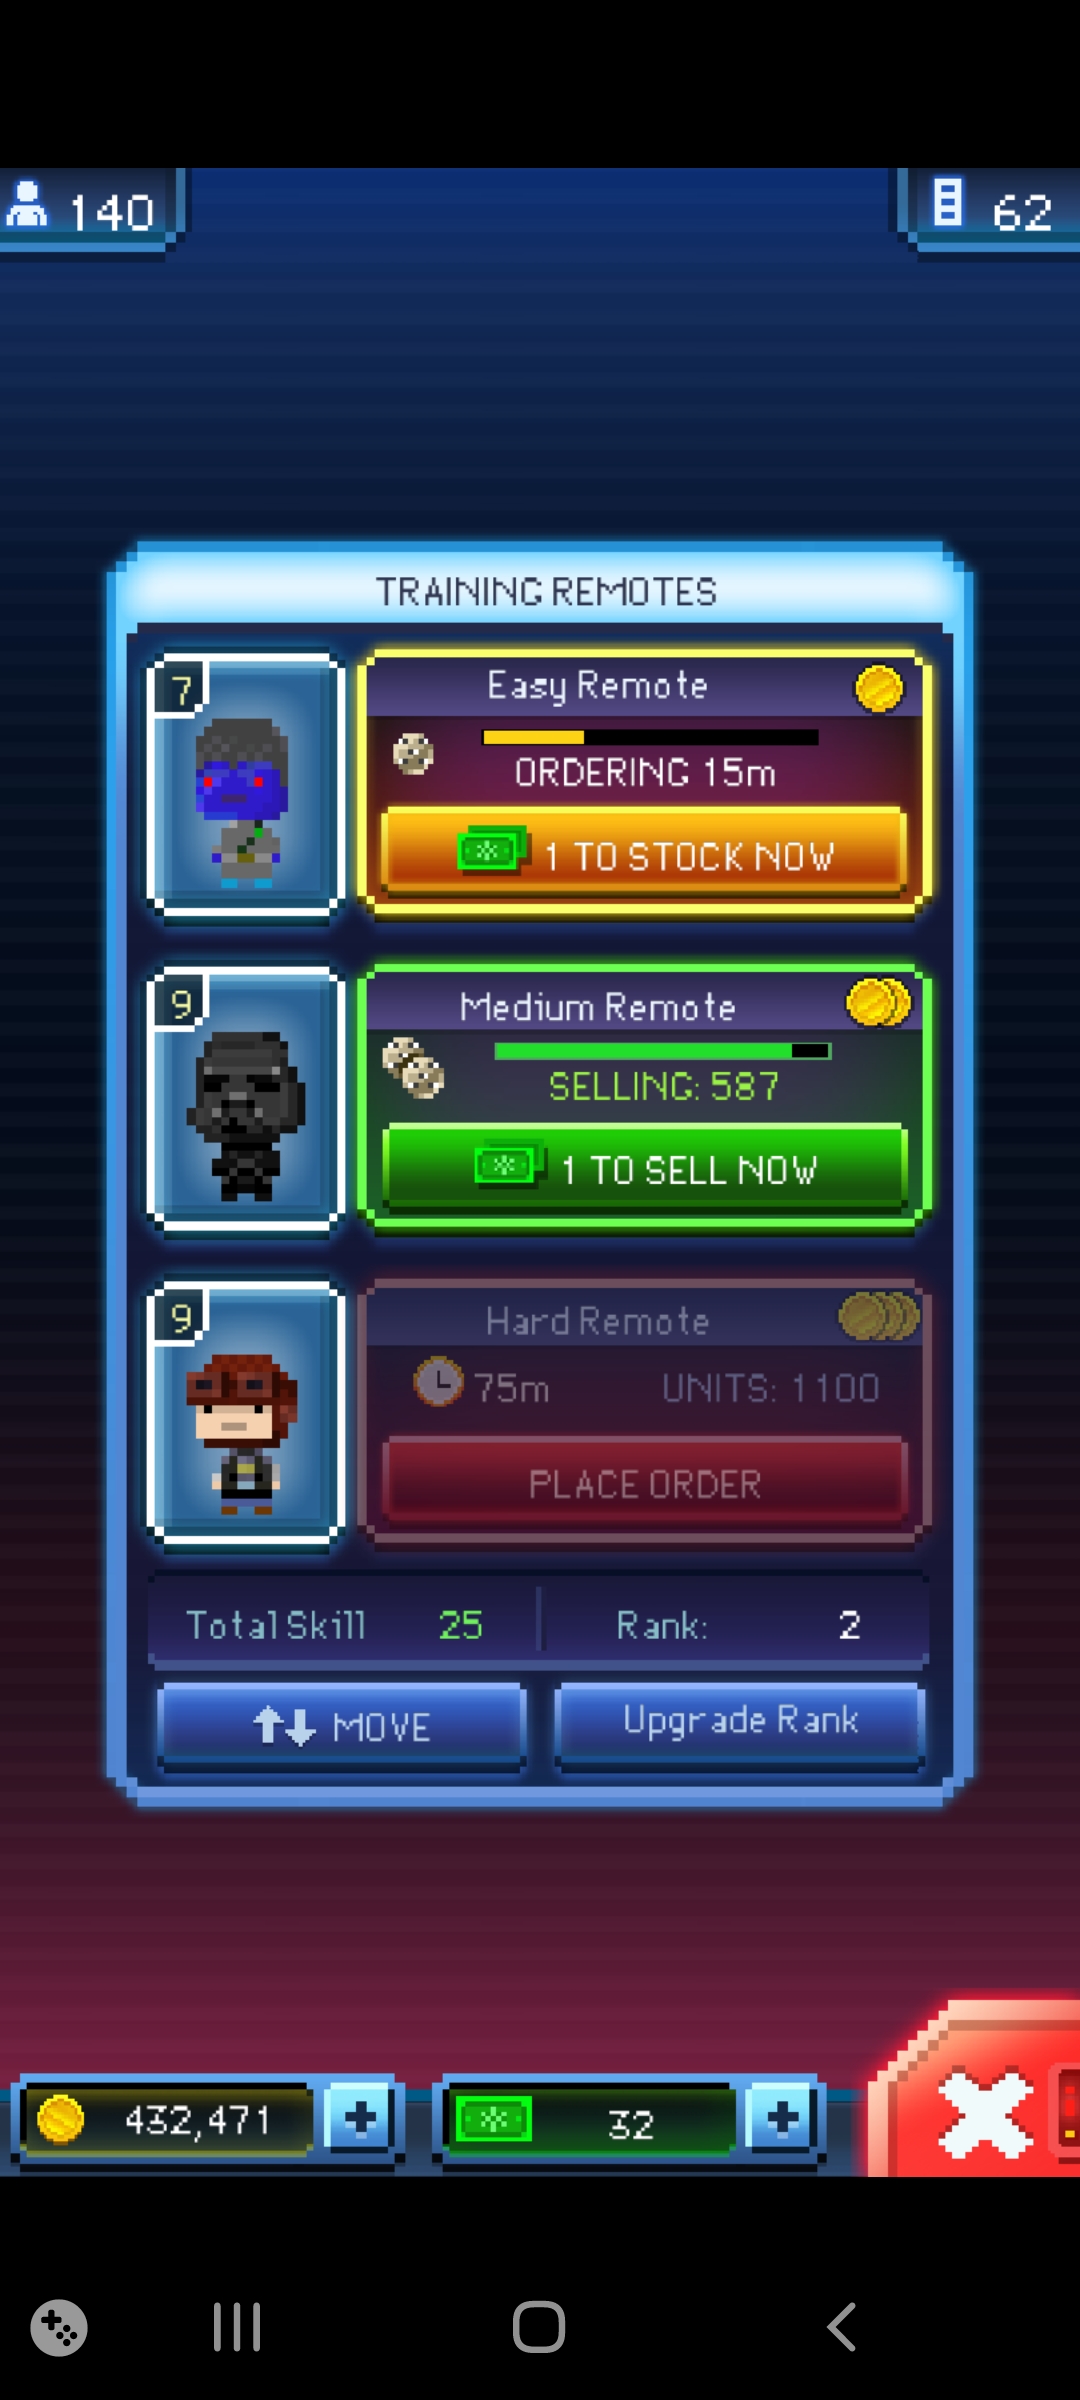 140
62
TRAINING REMOTES
7
Easy Remote
ORDERING 15m
1 TO STOCK NOW
9
Medium Remote
SELLING: 587
1 TO SELL NOW
9
Hard Remote
75m UNITS: 1100
PLACE ORDER
Total Skill 25 Rank: 2
MOVE Upgrade Rank
432,471 32